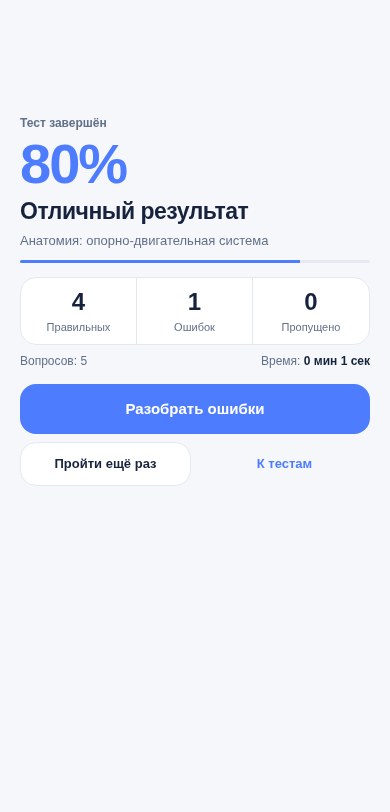 Тест завершён
80%
Отличный результат
Анатомия: опорно-двигательная система
4 1 0
Правильных Ошибок Пропущено
Вопросов: 5 Время: 0 мин 1 сек
Разобрать ошибки
Пройти ещё раз К тестам